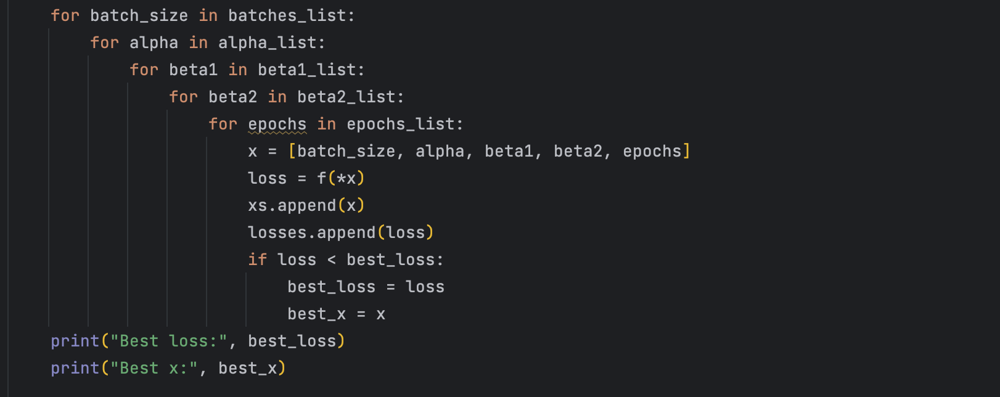 for batch_size in batches_list:
    for alpha in alpha_list:
        for beta1 in beta1_list:
            for beta2 in beta2_list:
                for epochs in epochs_list:
                    x = [batch_size, alpha, beta1, beta2, epochs]
                    loss = f(*x)
                    xs.append(x)
                    losses.append(loss)
                    if loss < best_loss:
                        best_loss = loss
                        best_x = x
print("Best loss:", best_loss)
print("Best x:", best_x)